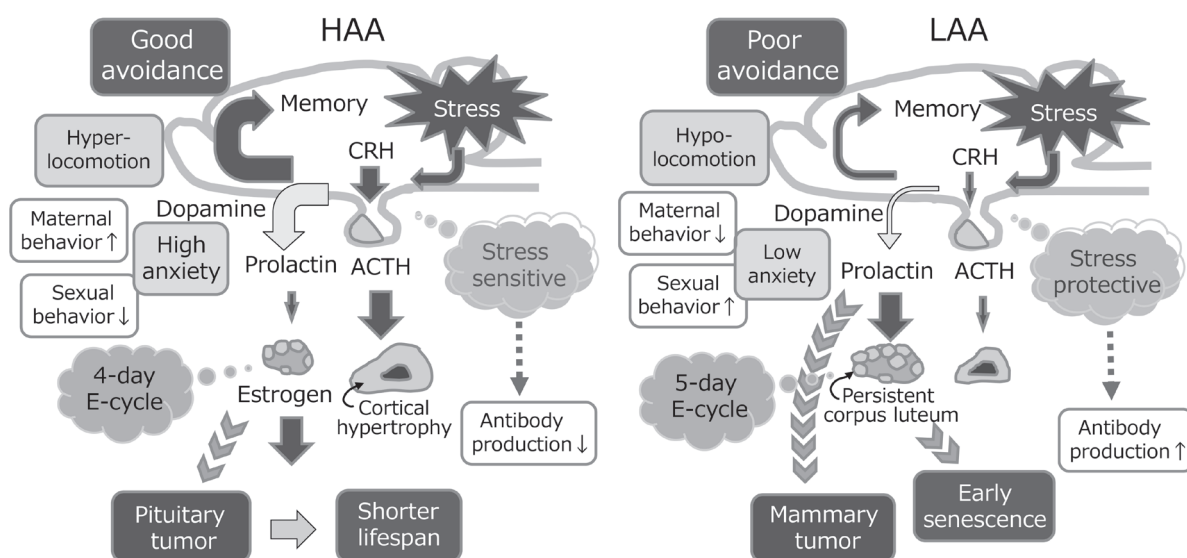 HAA
Good
avoidance
Memory
Stress
Hyper-
locomotion
CRH
Dopamine
Maternal
behavior↑
High
anxiety
Prolactin
ACTH
Stress
sensitive
Sexual
behavior↓
4-day
E-cycle
Estrogen
Cortical
hypertrophy
Antibody
production↓
Pituitary
tumor
Shorter
lifespan
LAA
Poor
avoidance
Memory
Stress
Hypo-
locomotion
CRH
Dopamine
Maternal
behavior↓
Low
anxiety
Prolactin
ACTH
Stress
protective
Sexual
behavior↑
5-day
E-cycle
Persistent
corpus luteum
Antibody
production↑
Mammary
tumor
Early
senescence